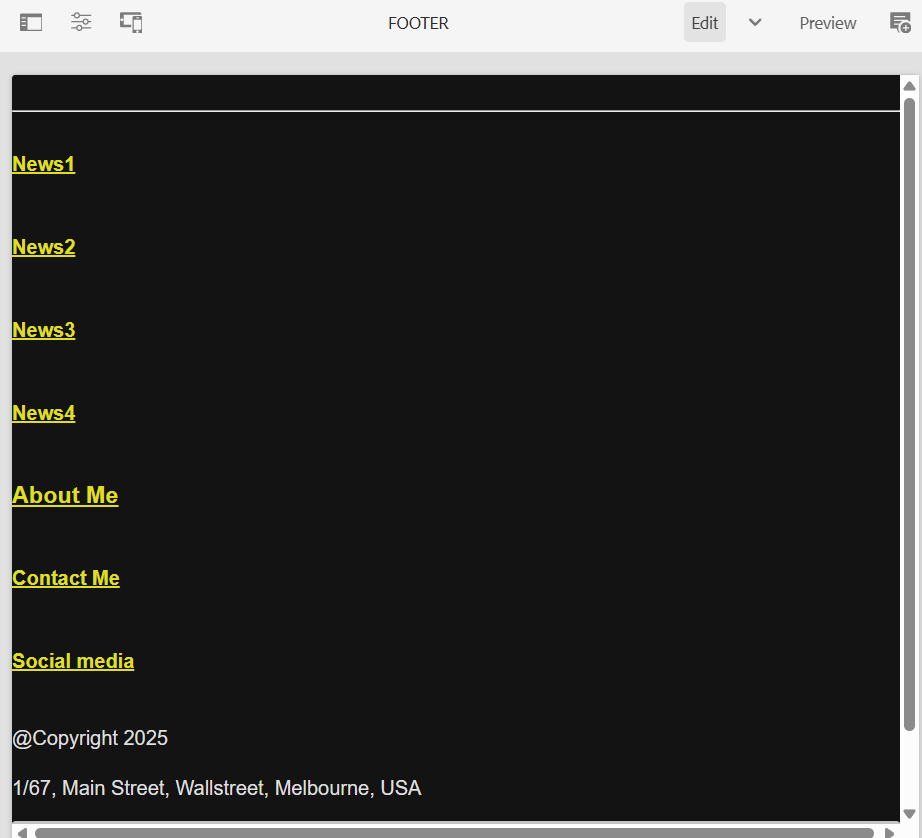 FOOTER
Edit
Preview
News1
News2
News3
News4
About Me
Contact Me
Social media
@Copyright 2025
1/67, Main Street, Wallstreet, Melbourne, USA